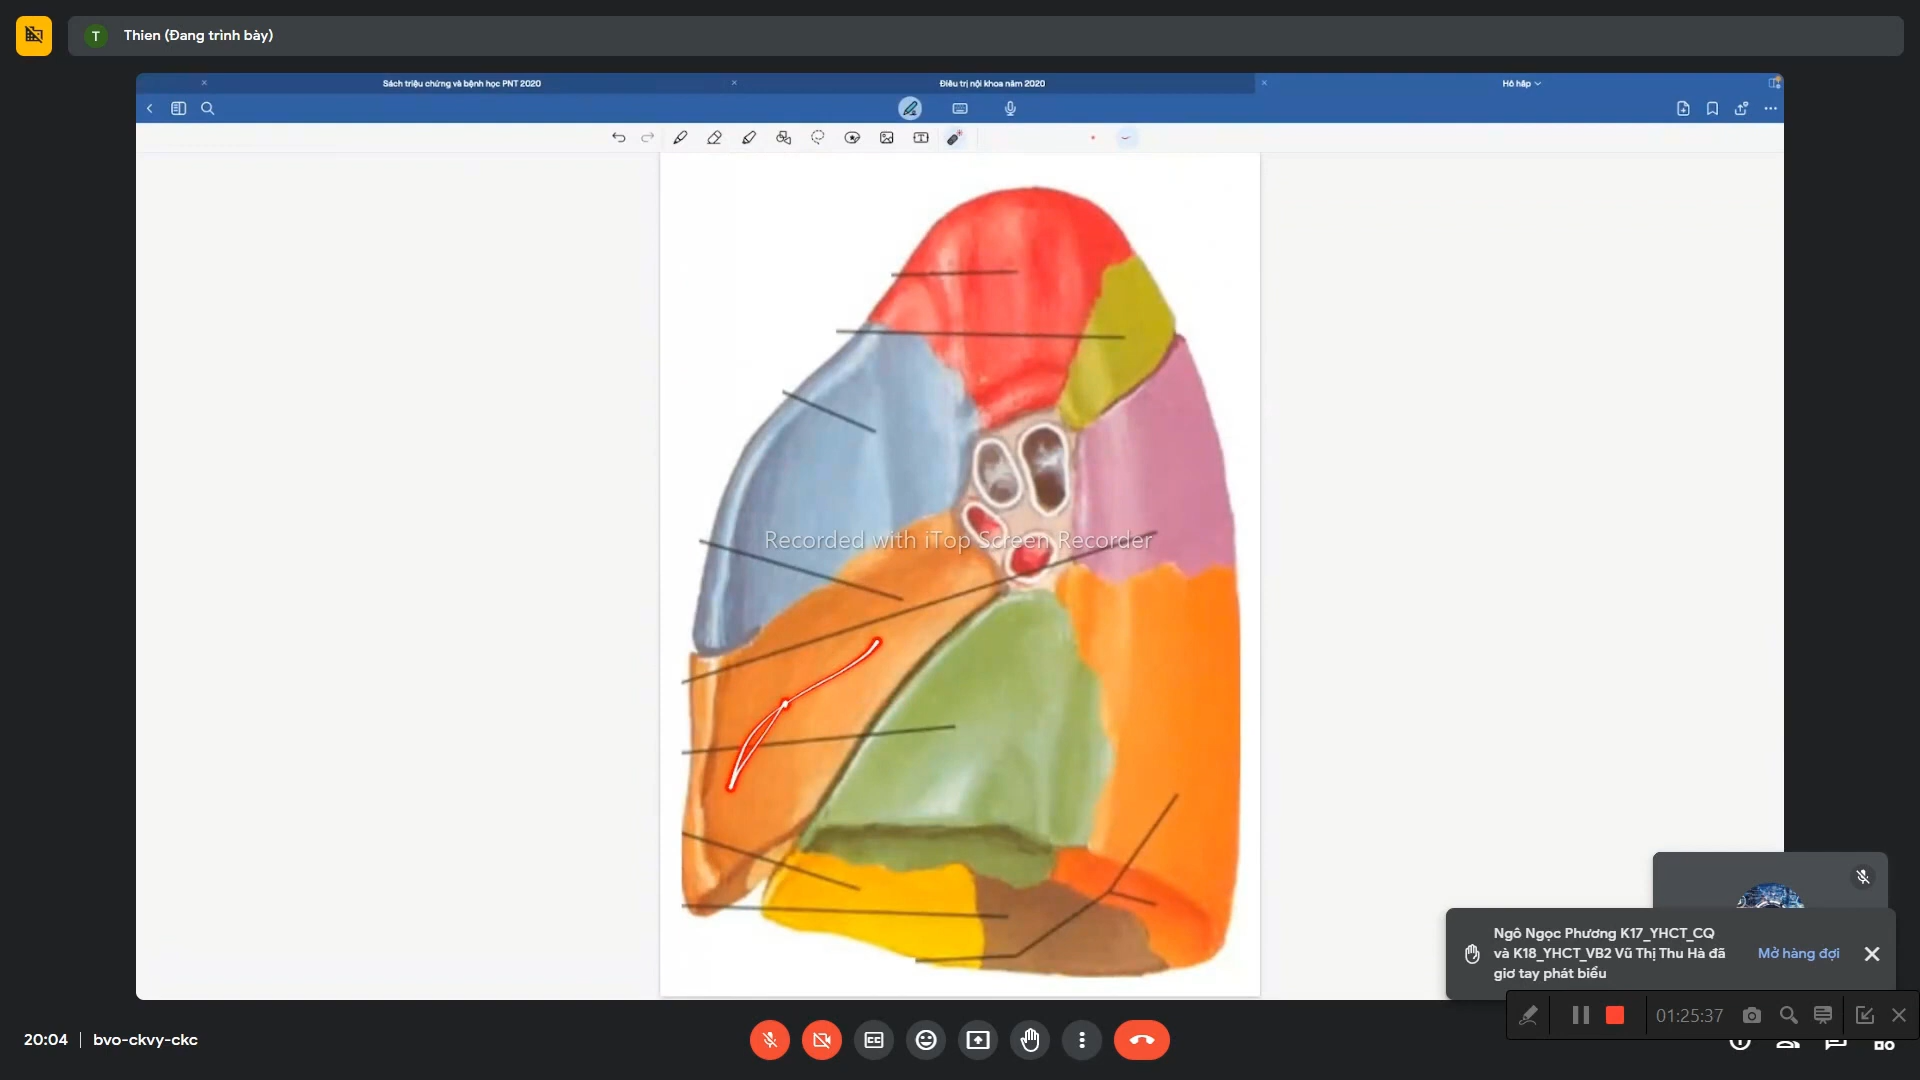 T
Thien (Đang trình bày)
Sách triệu chứng và bệnh học PNT 2020
Điều trị nội khoa năm 2020
Hô hấp
Recorded with iTop Screen Recorder
Ngô Ngọc Phương K17_YHCT_CQ
và K18_YHCT_VB2 Vũ Thị Thu Hà đã
giơ tay phát biểu
Mở hàng đợi
01:25:37
20:04
bvo-ckvy-ckc